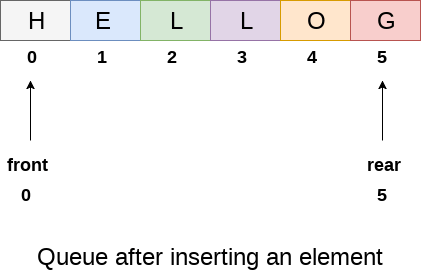 H E L L O G
0 1 2 3 4 5
front rear
0 5
Queue after inserting an element